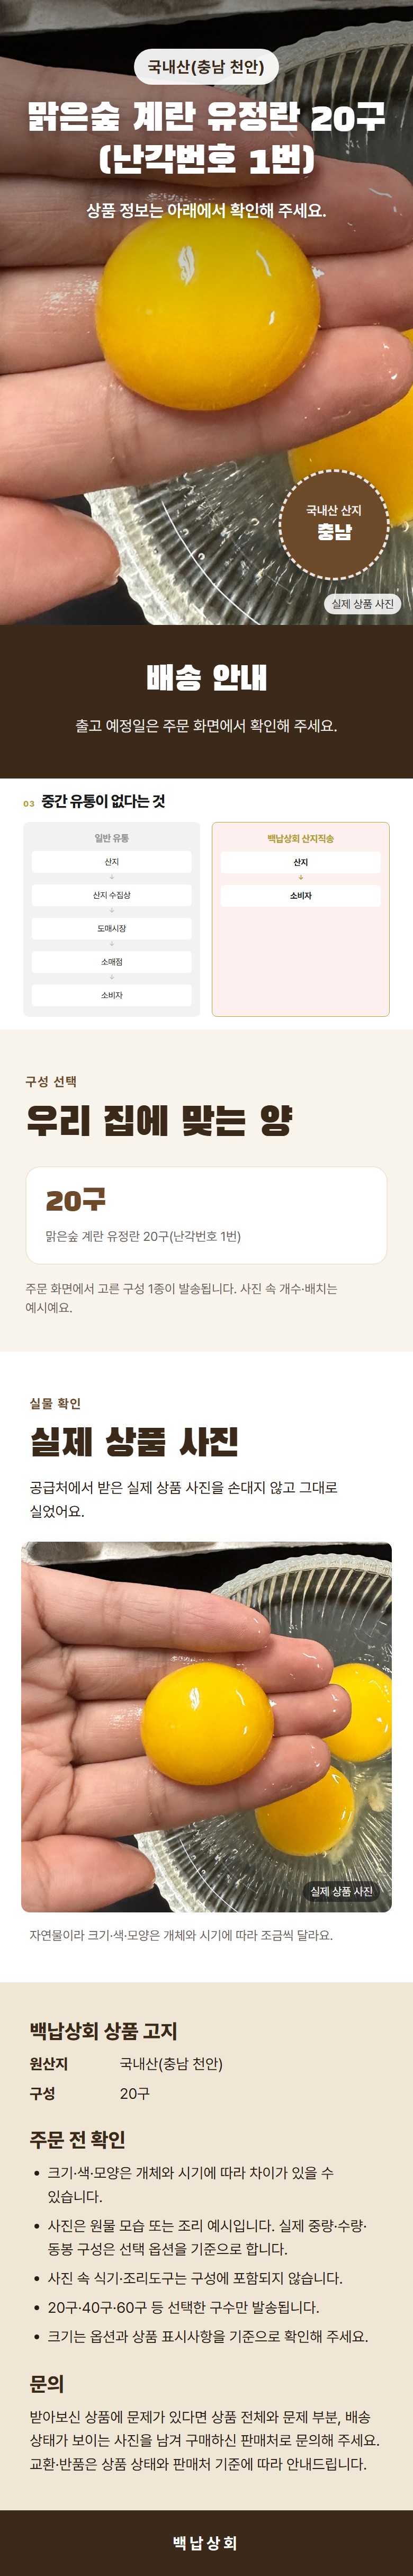 국내산(충남 천안)
맑은숲 계란 유정란 20구
(난각번호 1번)
상품 정보는 아래에서 확인해 주세요.
국내산 산지
충남
실제 상품 사진
배송 안내
출고 예정일은 주문 화면에서 확인해 주세요.
03 중간 유통이 없다는 것
일반 유통
산지
↓
산지 수집상
↓
도매시장
↓
소매점
↓
소비자
백납상회 산지직송
산지
↓
소비자
구성 선택
우리 집에 맞는 양
20구
맑은숲 계란 유정란 20구(난각번호 1번)
주문 화면에서 고른 구성 1종이 발송됩니다. 사진 속 개수·배치는
예시예요.
실물 확인
실제 상품 사진
공급처에서 받은 실제 상품 사진을 손대지 않고 그대로
실었어요.
실제 상품 사진
자연물이라 크기·색·모양은 개체와 시기에 따라 조금씩 달라요.
백납상회 상품 고지
원산지 국내산(충남 천안)
구성 20구
주문 전 확인
• 크기·색·모양은 개체와 시기에 따라 차이가 있을 수
있습니다.
• 사진은 원물 모습 또는 조리 예시입니다. 실제 중량·수량·
동봉 구성은 선택 옵션을 기준으로 합니다.
• 사진 속 식기·조리도구는 구성에 포함되지 않습니다.
• 20구·40구·60구 등 선택한 구수만 발송됩니다.
• 크기는 옵션과 상품 표시사항을 기준으로 확인해 주세요.
문의
받아보신 상품에 문제가 있다면 상품 전체와 문제 부분, 배송
상태가 보이는 사진을 남겨 구매하신 판매처로 문의해 주세요.
교환·반품은 상품 상태와 판매처 기준에 따라 안내드립니다.
백납상회